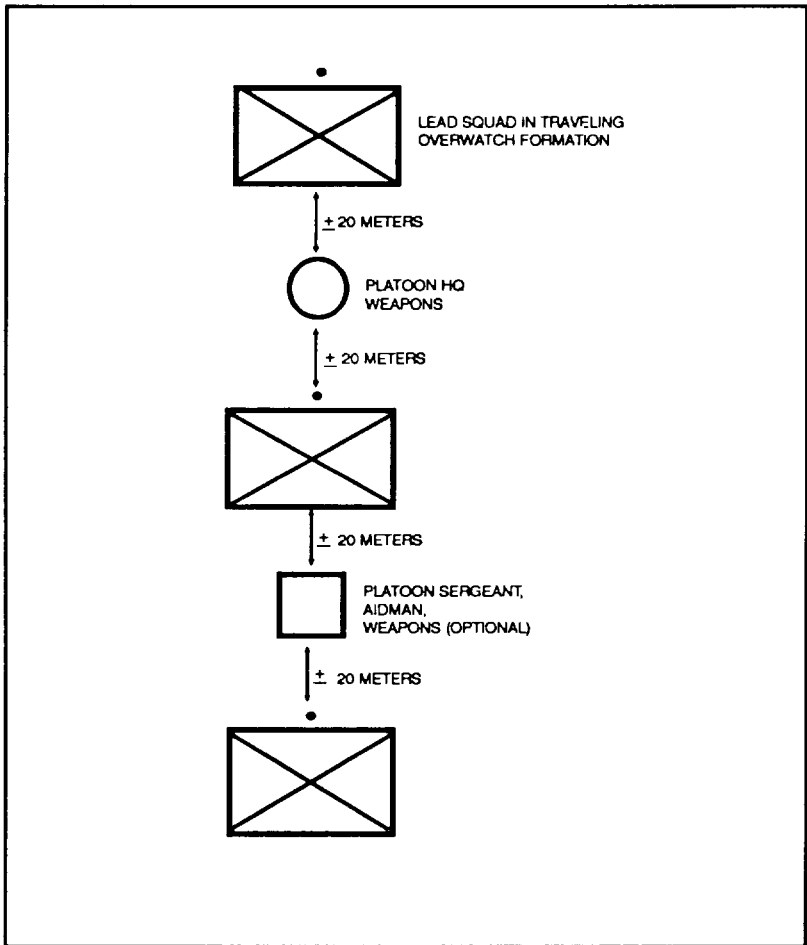 LEAD SQUAD IN TRAVELING
OVERWATCH FORMATION
± 20 METERS
PLATOON HQ
WEAPONS
± 20 METERS
± 20 METERS
PLATOON SERGEANT,
AIDMAN,
WEAPONS (OPTIONAL)
± 20 METERS